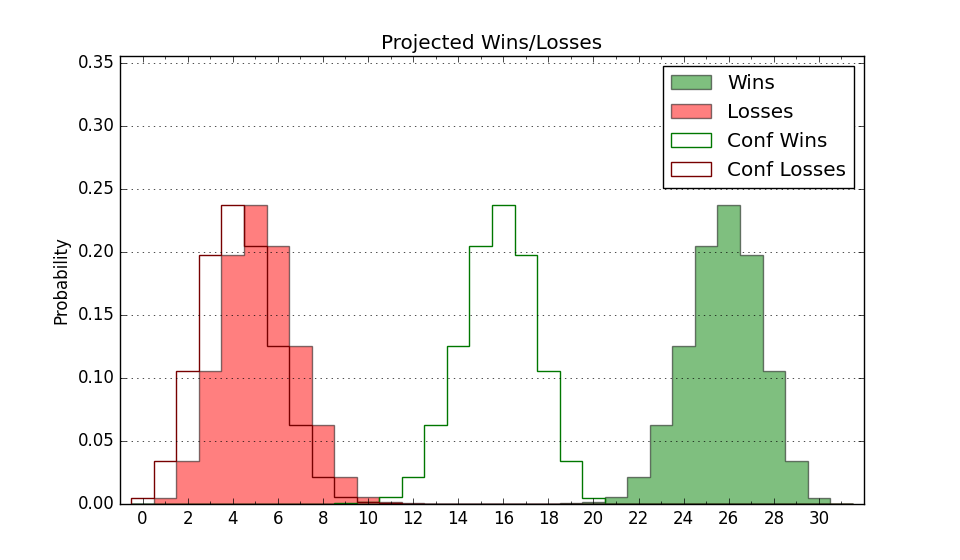 Projected Wins/Losses
0.35
0.30
0.25
0.20
0.15
0.10
0.05
0.00
Probability
Wins
Losses
Conf Wins
Conf Losses
0 2 4 6 8 10 12 14 16 18 20 22 24 26 28 30